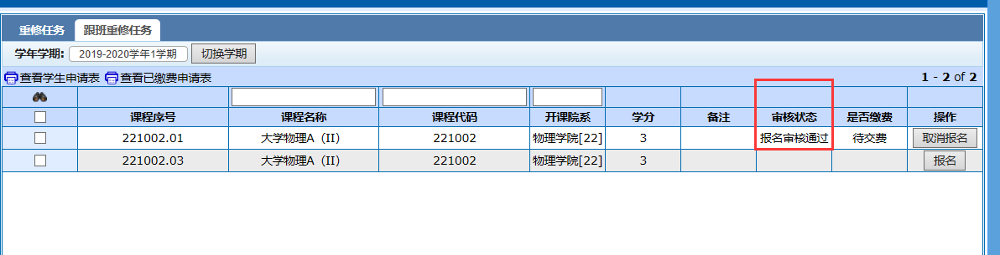 重修任务 跟班重修任务
学年学期: 2019-2020学年1学期 切换学期
查看学生申请表 查看已缴费申请表 1 - 2 of 2
课程序号 课程名称 课程代码 开课院系 学分 备注 审核状态 是否缴费 操作
221002.01 大学物理A（II） 221002 物理学院[22] 3 报名审核通过 待交费 取消报名
221002.03 大学物理A（II） 221002 物理学院[22] 3 报名